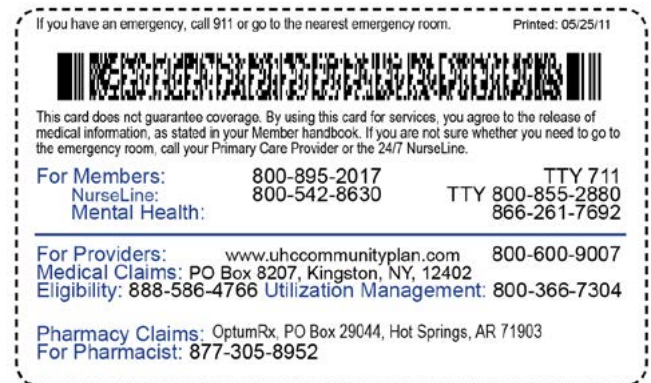 If you have an emergency, call 911 or go to the nearest emergency room. Printed: 05/25/11
This card does not guarantee coverage. By using this card for services, you agree to the release of
medical information, as stated in your Member handbook. If you are not sure whether you need to go to
the emergency room, call your Primary Care Provider or the 24/7 NurseLine.
For Members: 800-895-2017 TTY 711
NurseLine: 800-542-8630 TTY 800-855-2880
Mental Health: 866-261-7692
For Providers: www.uhccommunityplan.com 800-600-9007
Medical Claims: PO Box 8207, Kingston, NY, 12402
Eligibility: 888-586-4766 Utilization Management: 800-366-7304
Pharmacy Claims: OptumRx, PO Box 29044, Hot Springs, AR 71903
For Pharmacist: 877-305-8952